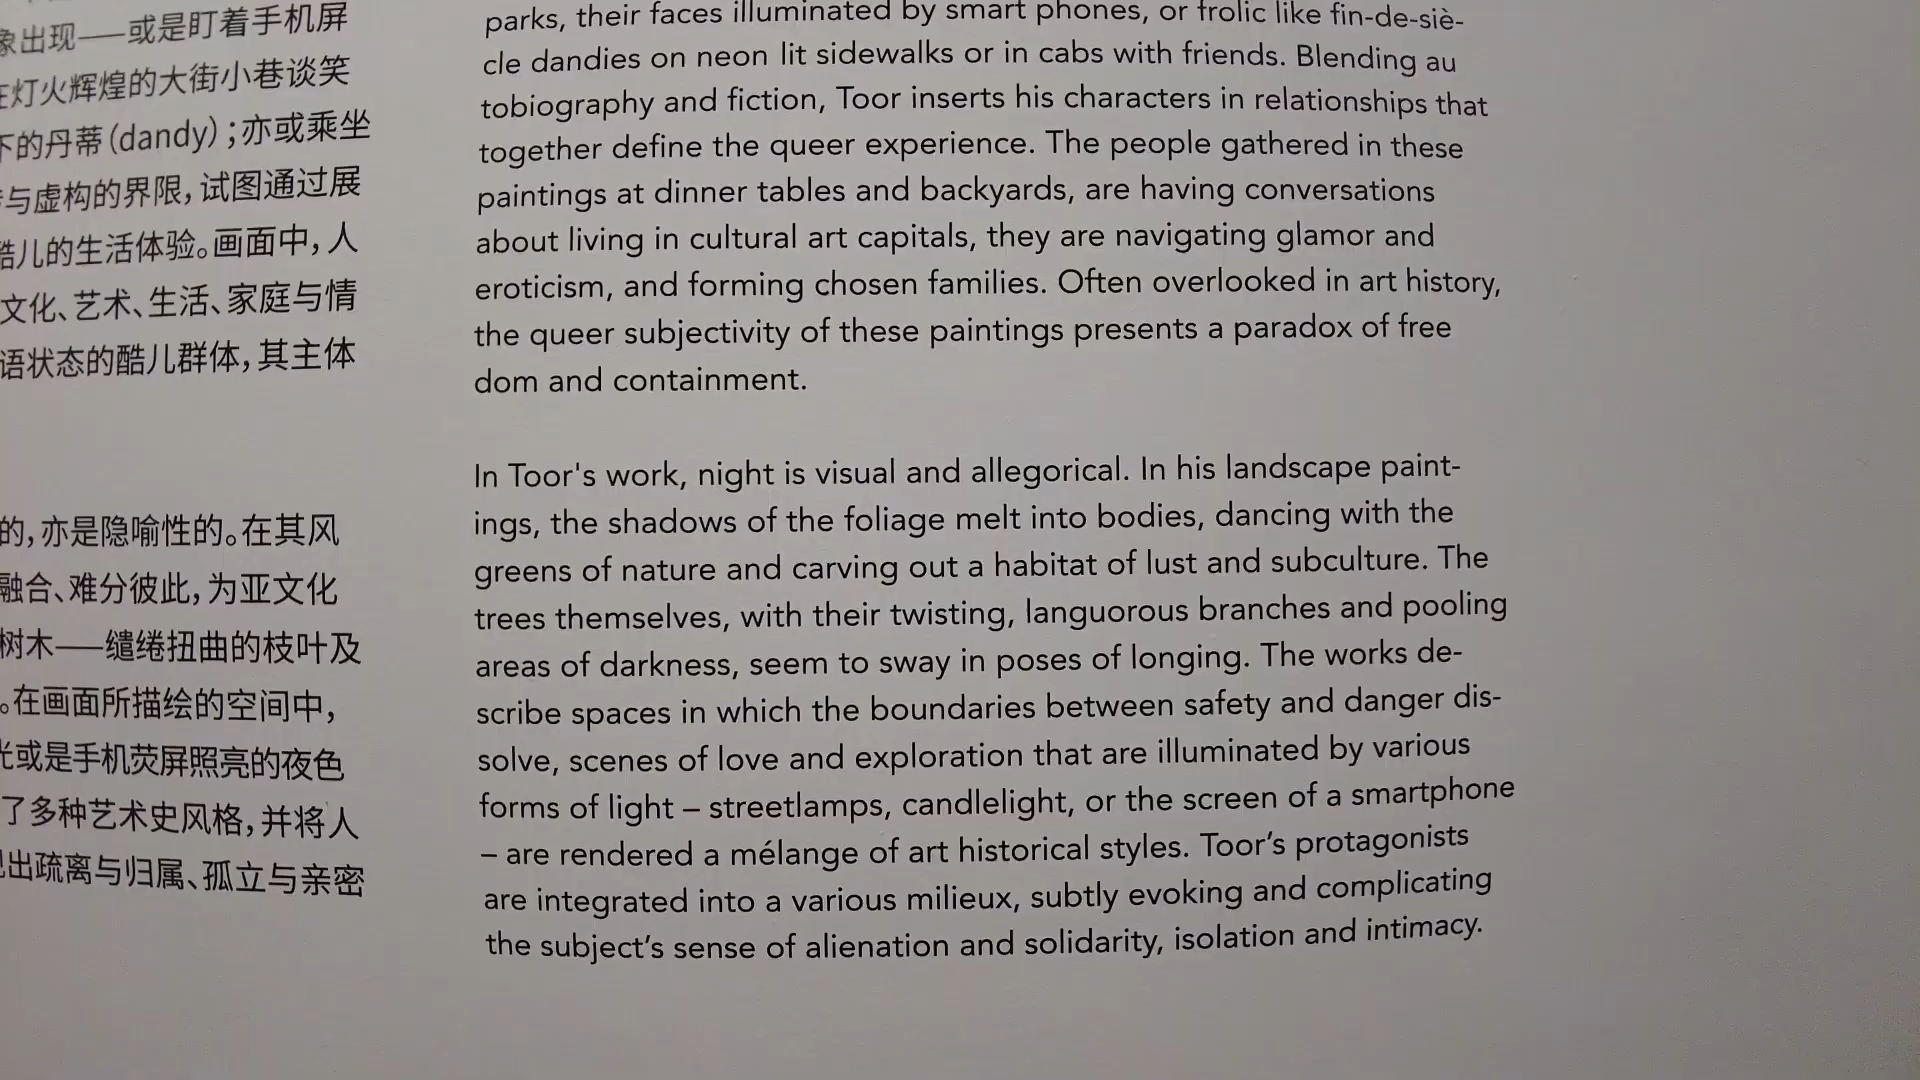 象出现——或是盯着手机屏
在灯火辉煌的大街小巷谈笑
下的丹蒂（dandy）；亦或乘坐
与虚构的界限，试图通过展
酷儿的生活体验。画面中，人
文化、艺术、生活、家庭与情
语状态的酷儿群体，其主体
的，亦是隐喻性的。在其风
融合、难分彼此，为亚文化
树木——缱绻扭曲的枝叶及
。在画面所描绘的空间中，
光或是手机荧屏照亮的夜色
了多种艺术史风格，并将人
现出疏离与归属、孤立与亲密
parks, their faces illuminated by smart phones, or frolic like fin-de-siè-
cle dandies on neon lit sidewalks or in cabs with friends. Blending au
tobiography and fiction, Toor inserts his characters in relationships that
together define the queer experience. The people gathered in these
paintings at dinner tables and backyards, are having conversations
about living in cultural art capitals, they are navigating glamor and
eroticism, and forming chosen families. Often overlooked in art history,
the queer subjectivity of these paintings presents a paradox of free
dom and containment.
In Toor's work, night is visual and allegorical. In his landscape paint-
ings, the shadows of the foliage melt into bodies, dancing with the
greens of nature and carving out a habitat of lust and subculture. The
trees themselves, with their twisting, languorous branches and pooling
areas of darkness, seem to sway in poses of longing. The works de-
scribe spaces in which the boundaries between safety and danger dis-
solve, scenes of love and exploration that are illuminated by various
forms of light – streetlamps, candlelight, or the screen of a smartphone
– are rendered a mélange of art historical styles. Toor’s protagonists
are integrated into a various milieux, subtly evoking and complicating
the subject’s sense of alienation and solidarity, isolation and intimacy.